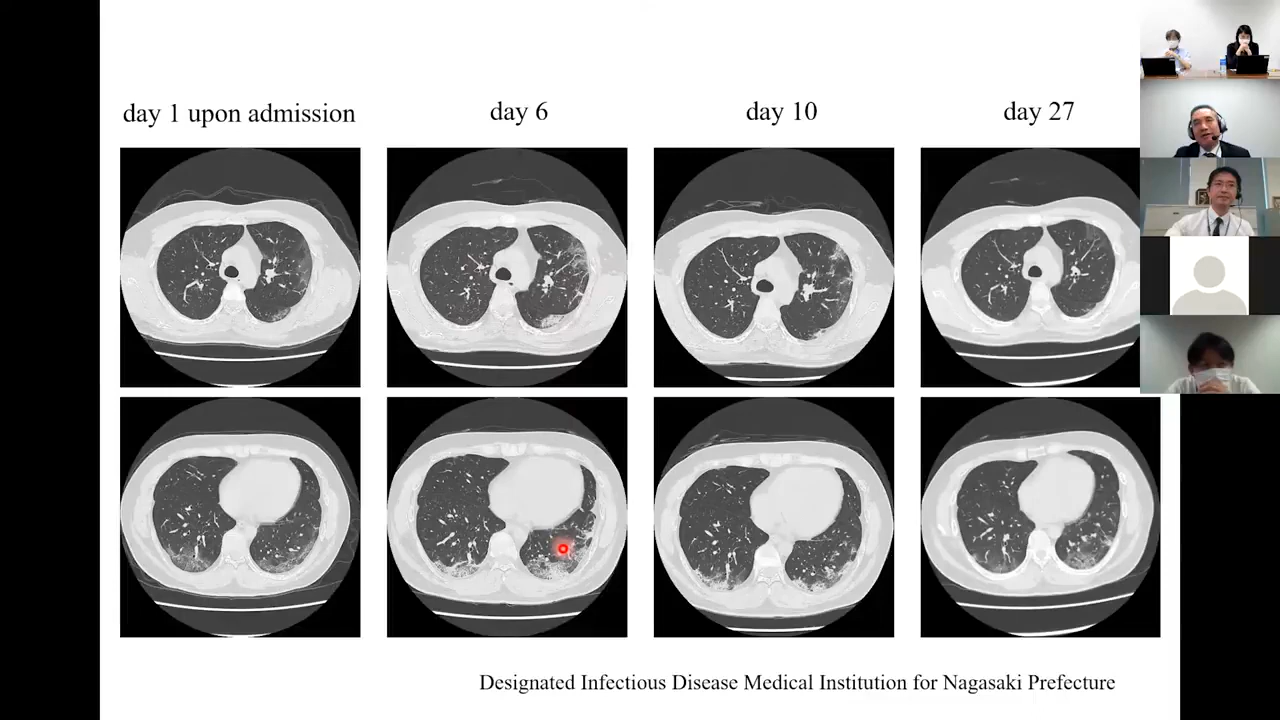 day 1 upon admission
day 6
day 10
day 27
Designated Infectious Disease Medical Institution for Nagasaki Prefecture